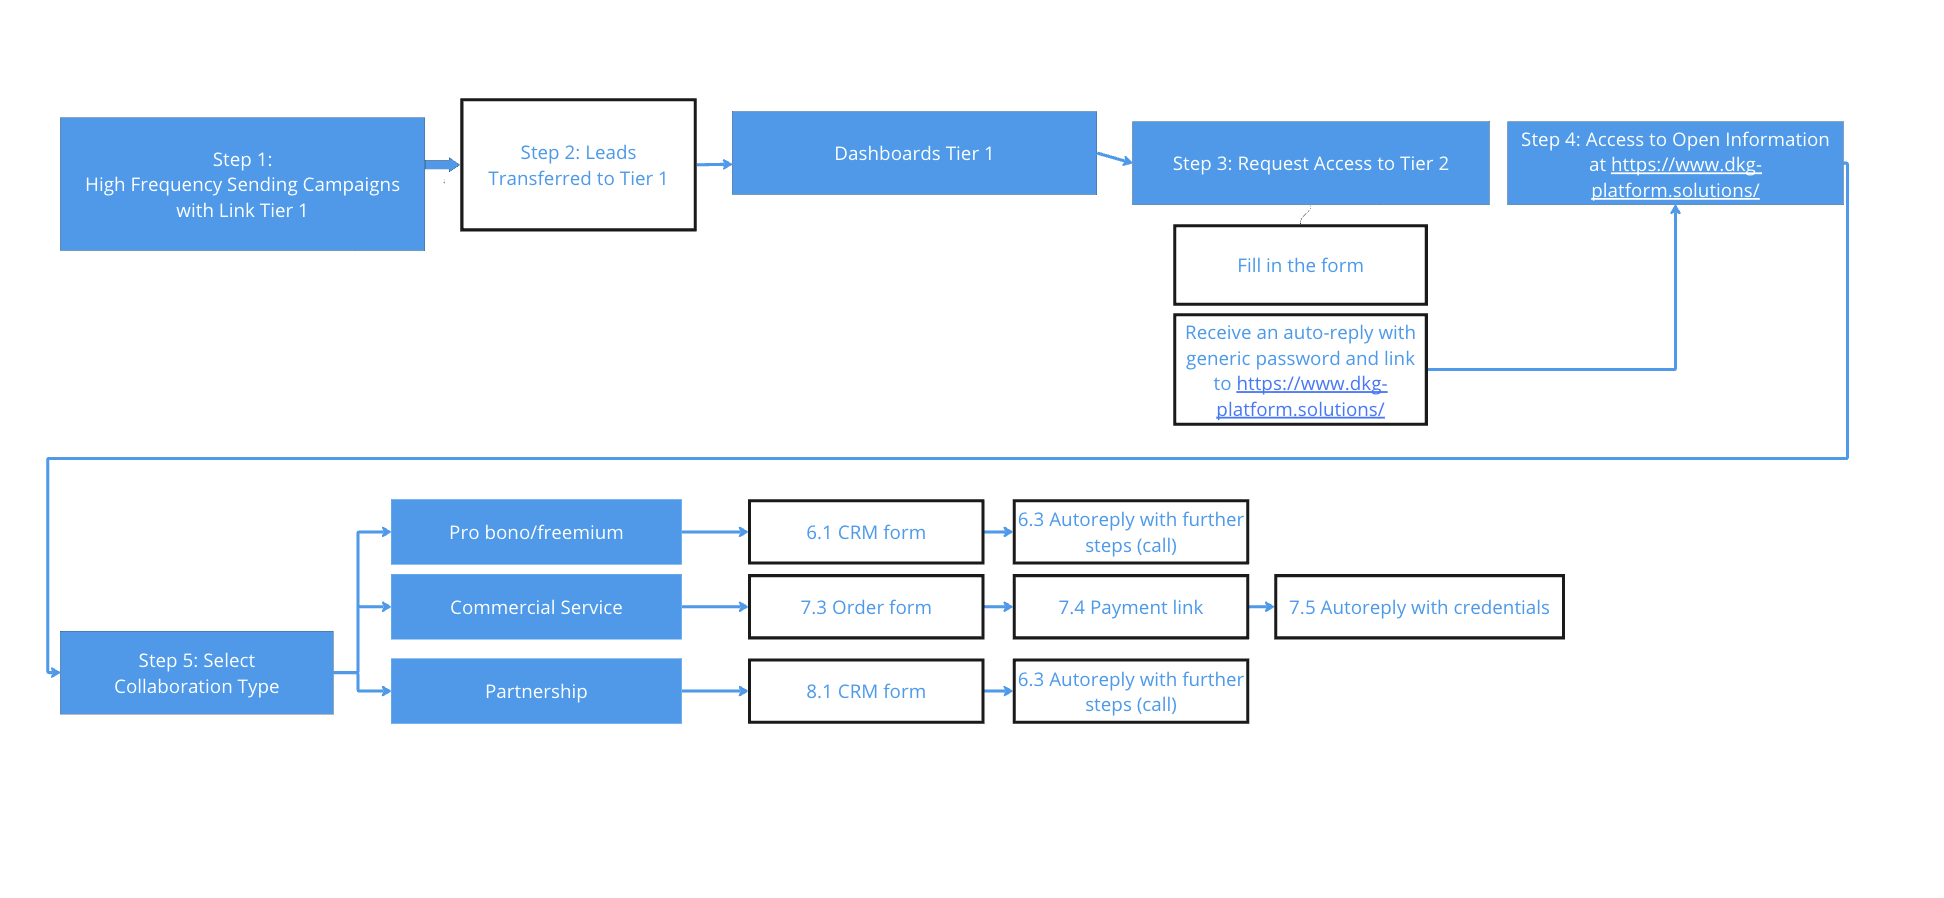 Step 1:
High Frequency Sending Campaigns
with Link Tier 1
Step 2: Leads
Transferred to Tier 1
Dashboards Tier 1
Step 3: Request Access to Tier 2
Step 4: Access to Open Information
at https://www.dkg-
platform.solutions/
Fill in the form
Receive an auto-reply with
generic password and link
to https://www.dkg-
platform.solutions/
Pro bono/freemium
6.1 CRM form
6.3 Autoreply with further
steps (call)
Commercial Service
7.3 Order form
7.4 Payment link
7.5 Autoreply with credentials
Step 5: Select
Collaboration Type
Partnership
8.1 CRM form
6.3 Autoreply with further
steps (call)